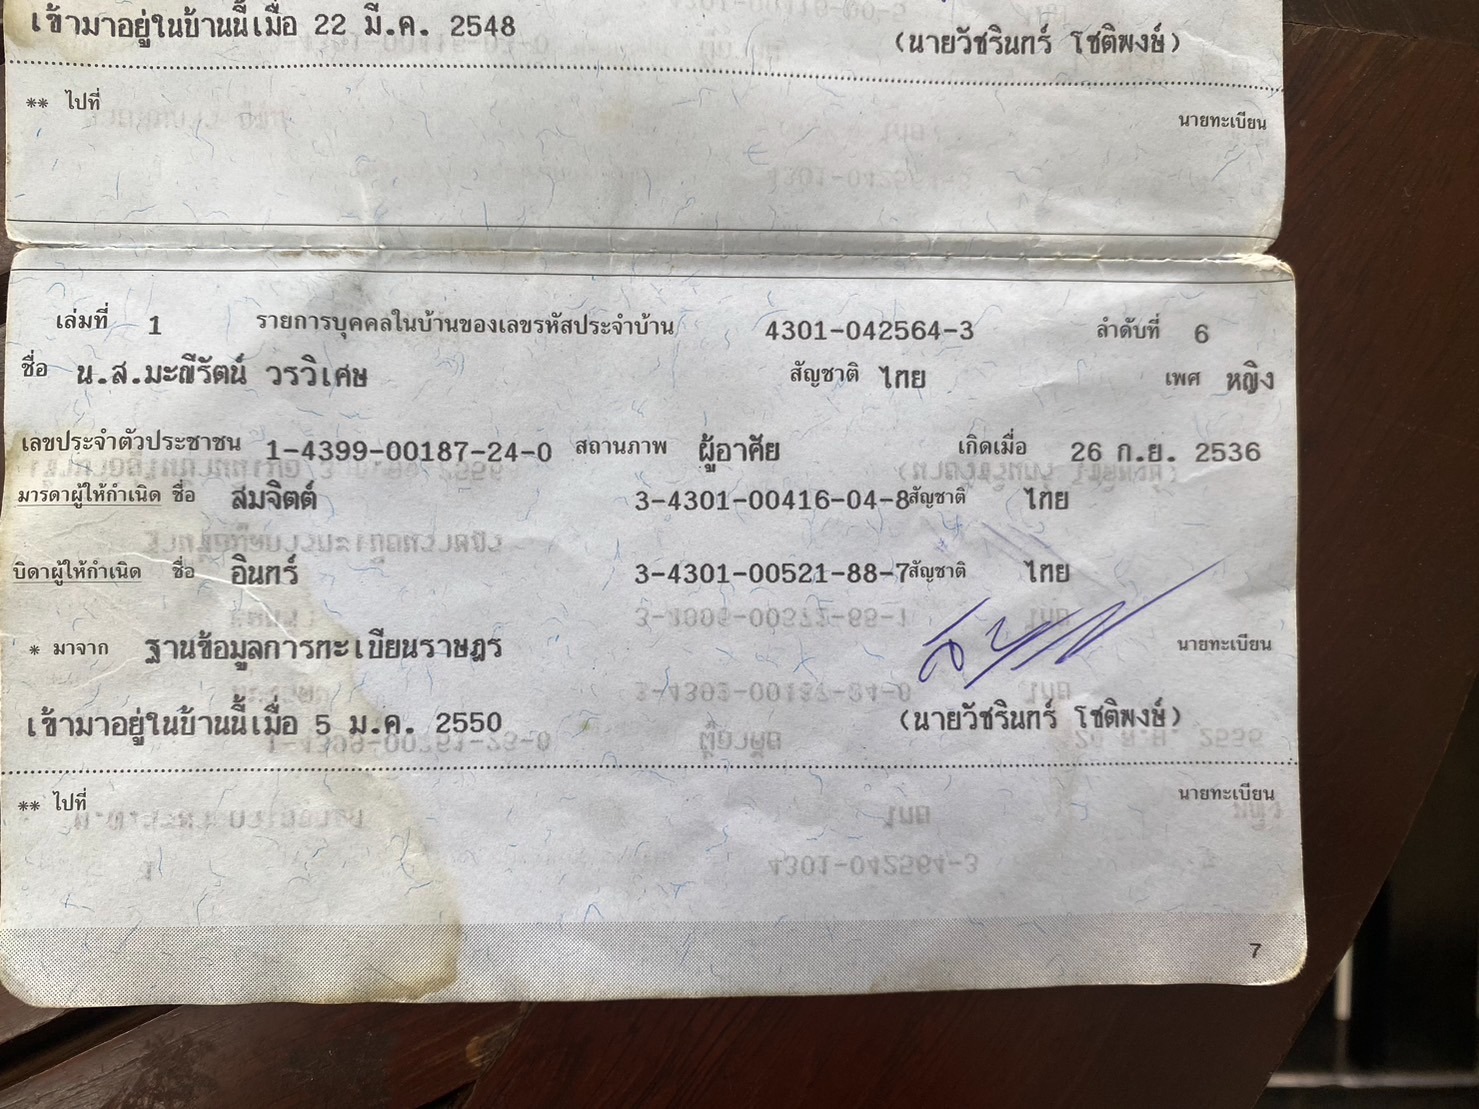 เข้ามาอยู่ในบ้านนี้เมื่อ 22 มี.ค. 2548 (นายวัชรินทร์ โชติพงษ์)
** ไปที่ นายทะเบียน
เล่มที่ 1 รายการบุคคลในบ้านของเลขรหัสประจำบ้าน 4301-042564-3 ลำดับที่ 6
ชื่อ น.ส.มะณีรัตน์ วรวิเศษ สัญชาติ ไทย เพศ หญิง
เลขประจำตัวประชาชน 1-4399-00187-24-0 สถานภาพ ผู้อาศัย เกิดเมื่อ 26 ก.ย. 2536
มารดาผู้ให้กำเนิด ชื่อ สมจิตต์ 3-4301-00416-04-8 สัญชาติ ไทย
บิดาผู้ให้กำเนิด ชื่อ อินทร์ 3-4301-00521-88-7 สัญชาติ ไทย
* มาจาก ฐานข้อมูลการทะเบียนราษฎร นายทะเบียน
เข้ามาอยู่ในบ้านนี้เมื่อ 5 ม.ค. 2550 (นายวัชรินทร์ โชติพงษ์)
** ไปที่ นายทะเบียน
7